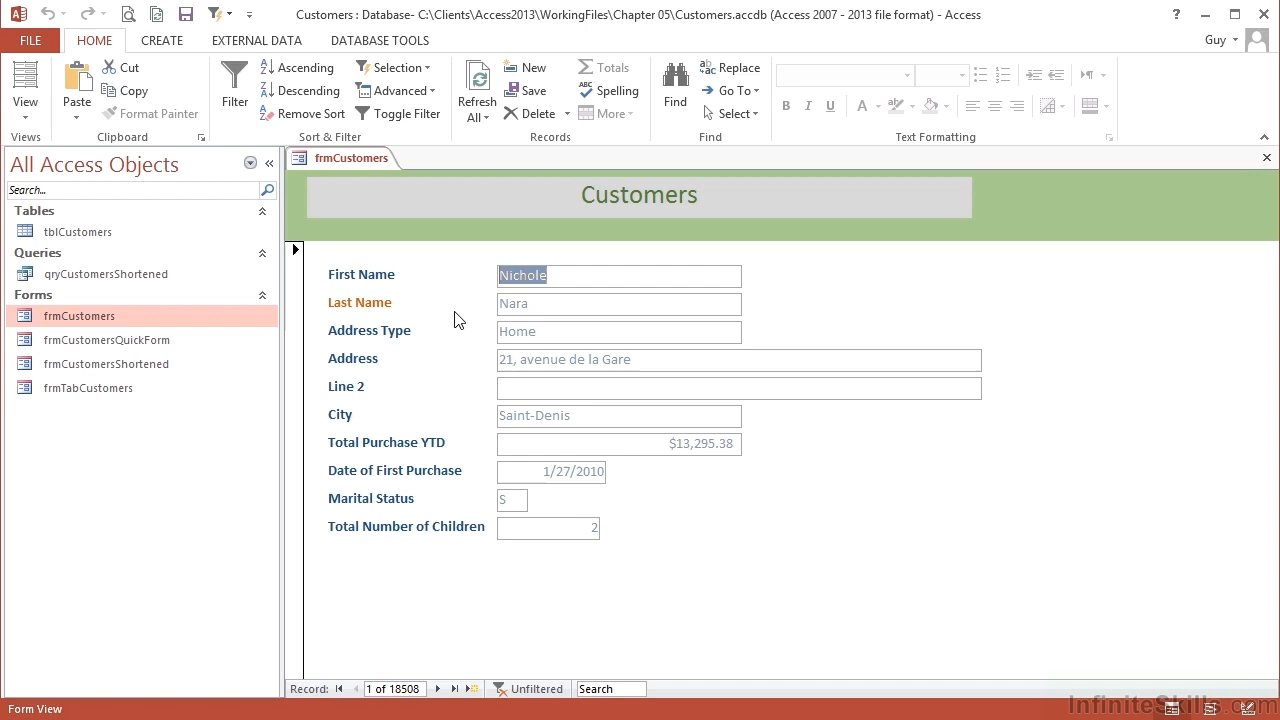 Customers : Database- C:\Clients\Access2013\WorkingFiles\Chapter 05\Customers.accdb (Access 2007 - 2013 file format) - Access
?
FILE HOME CREATE EXTERNAL DATA DATABASE TOOLS Guy
View
Views
Paste
Cut
Copy
Format Painter
Clipboard
Filter
Ascending
Descending
Sort
Selection
Advanced
Toggle Filter
Sort & Filter
Refresh
All
New
Save
Totals
Spelling
More
Records
Find
Replace
Go To
Select
Find
B I U A
Text Formatting
All Access Objects
Search...
Tables
tblCustomers
Queries
qryCustomersShortened
Forms
frmCustomers
frmCustomersQuickForm
frmCustomersShortened
frmTabCustomers
frmCustomers
Customers
First Name Nichole
Last Name Nara
Address Type Home
Address 21, avenue de la Gare
Line 2
City Saint-Denis
Total Purchase YTD $13,295.38
Date of First Purchase 1/27/2010
Marital Status S
Total Number of Children 2
Record: 1 of 18508 Unfiltered Search
Form View
InfiniteSkills.com